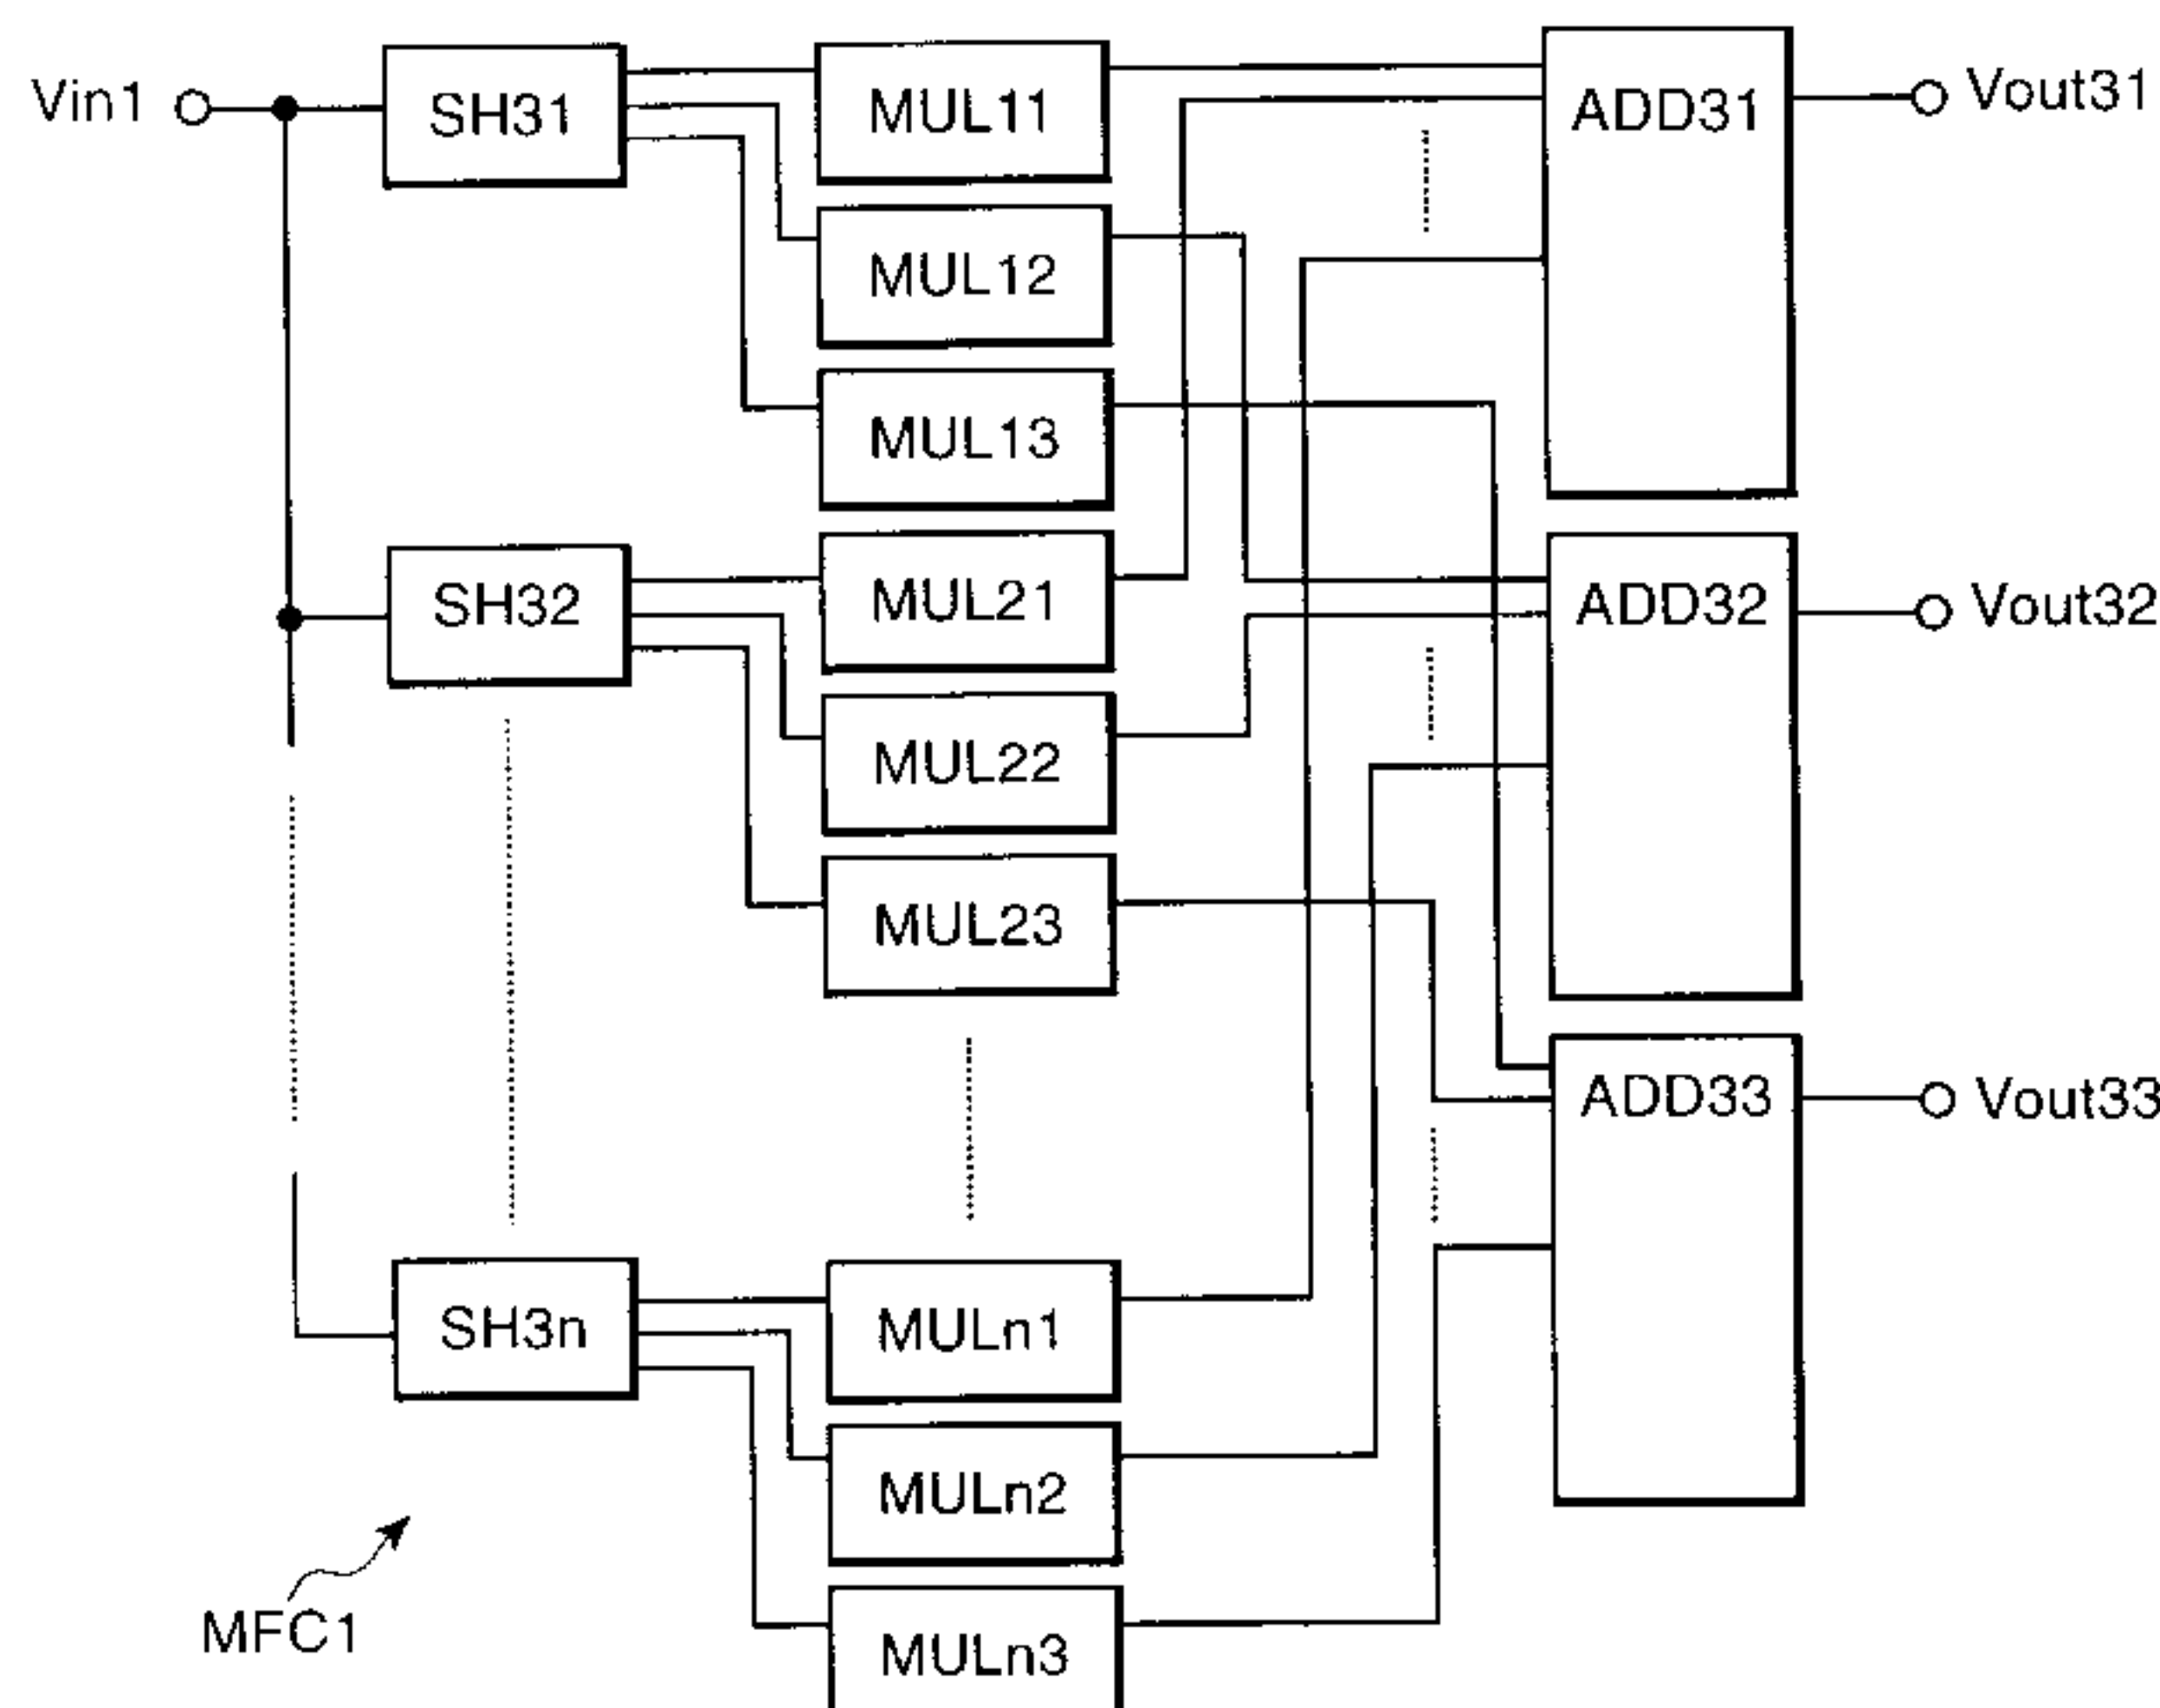 Vin1
SH31
MUL11
ADD31
Vout31
MUL12
MUL13
SH32
MUL21
ADD32
Vout32
MUL22
MUL23
ADD33
Vout33
SH3n
MULn1
MULn2
MFC1
MULn3